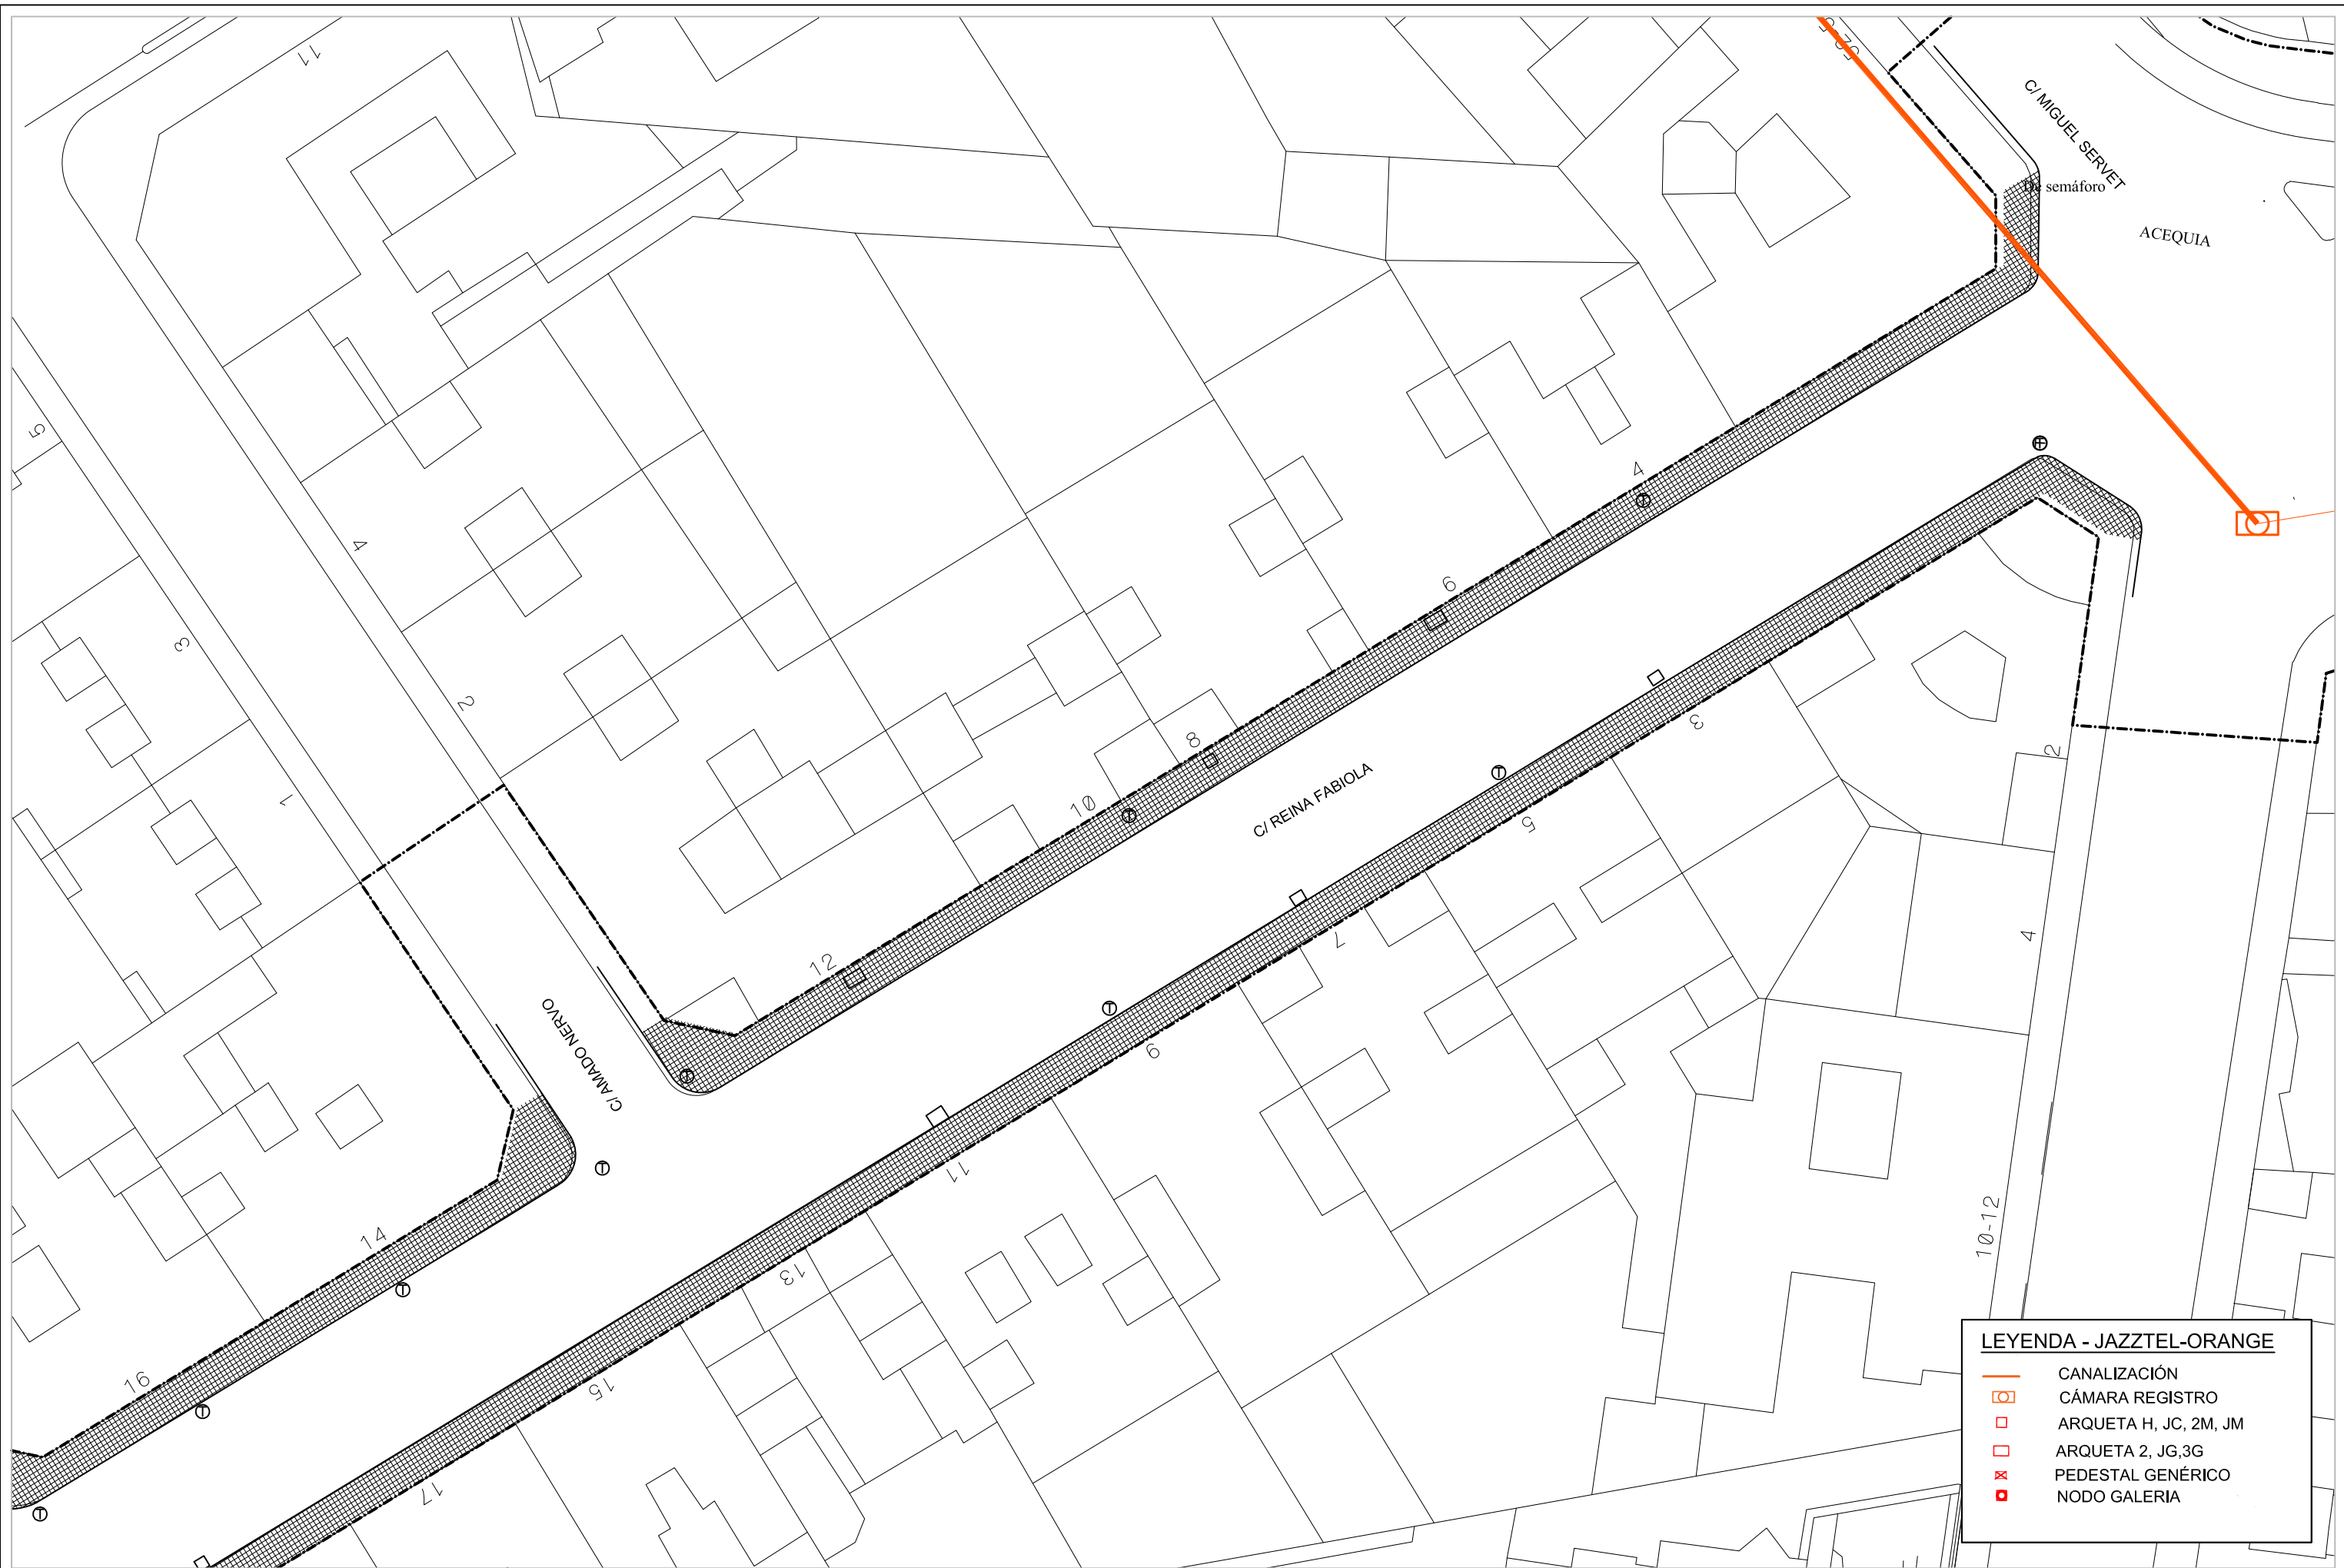 11
C/ MIGUEL SERVET
De semáforo
ACEQUIA
5
4
3
2
1
4
6
8
10
12
C/ REINA FABIOLA
3
5
7
9
11
13
15
17
2
4
10-12
C/ AMADO NERVO
14
16
LEYENDA - JAZZTEL-ORANGE
CANALIZACIÓN
CÁMARA REGISTRO
ARQUETA H, JC, 2M, JM
ARQUETA 2, JG,3G
PEDESTAL GENÉRICO
NODO GALERIA